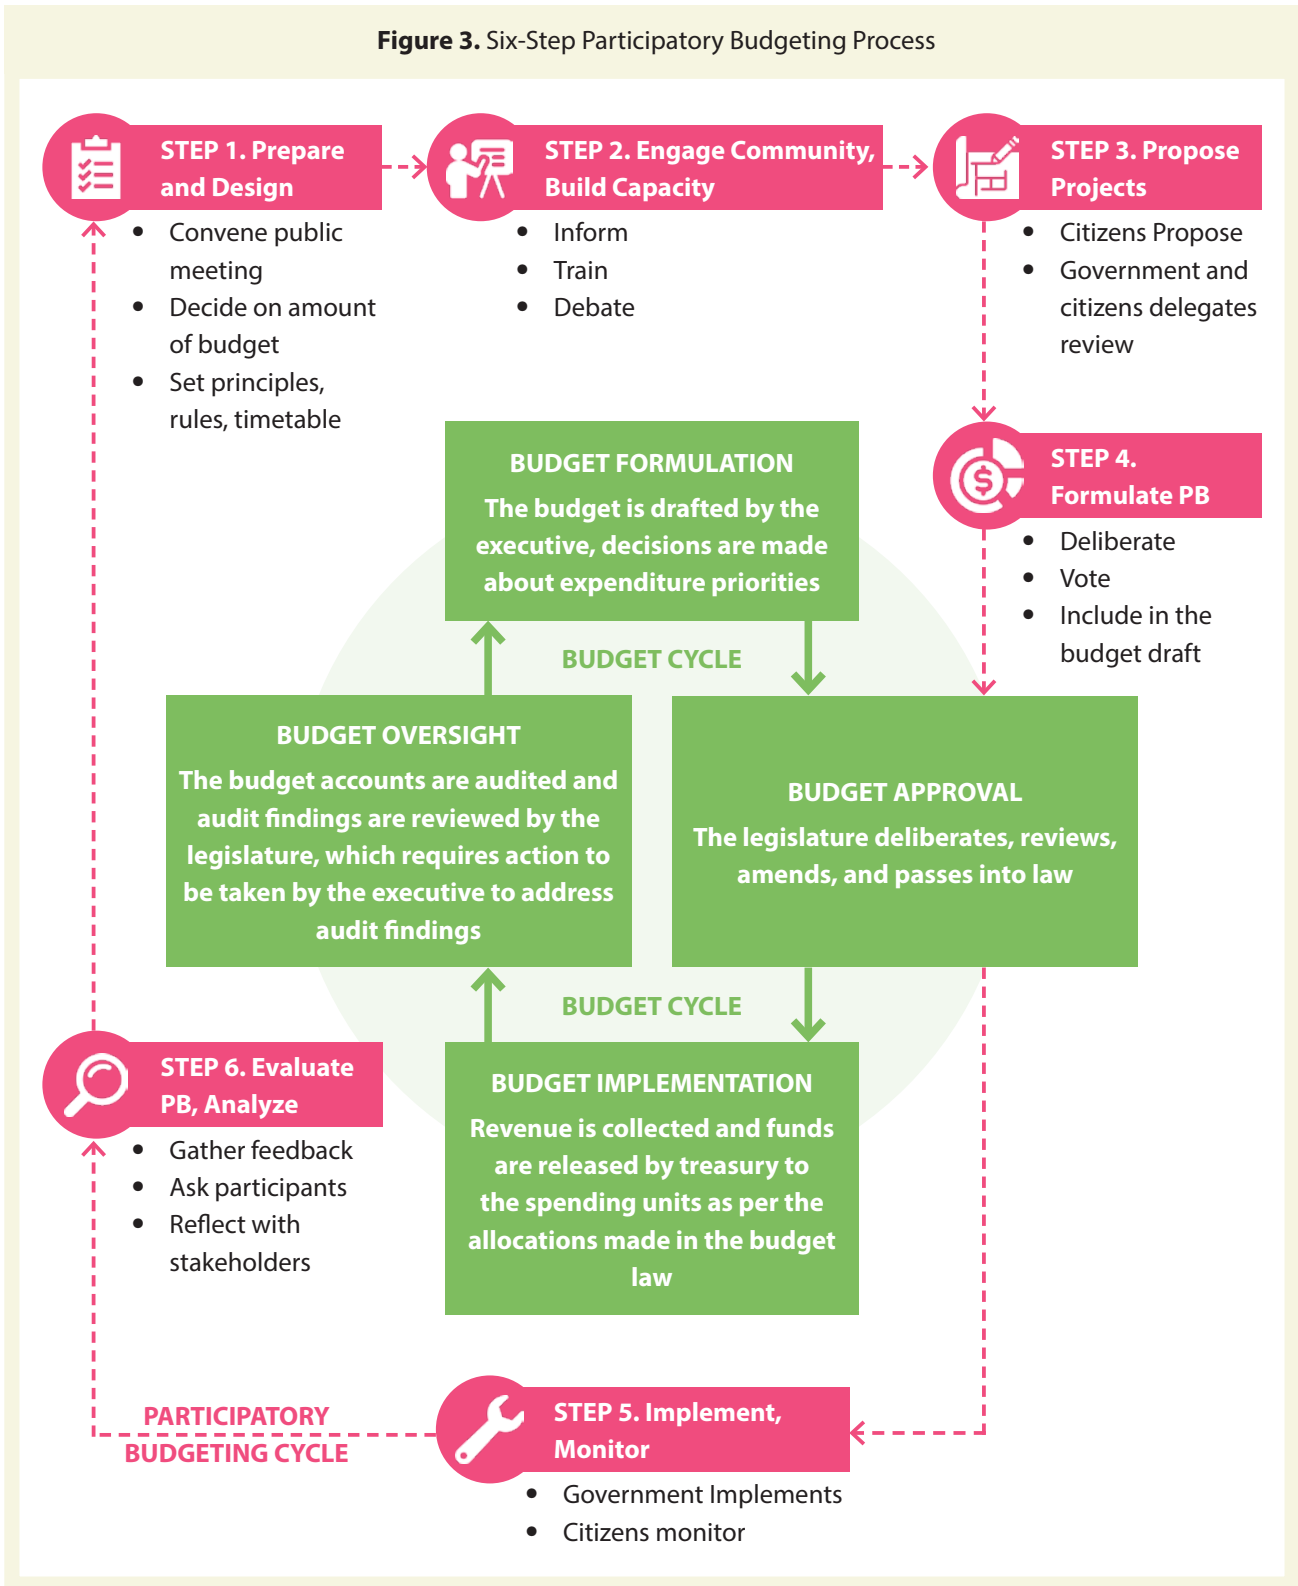 Figure 3. Six-Step Participatory Budgeting Process
STEP 1. Prepare
and Design
• Convene public
meeting
• Decide on amount
of budget
• Set principles,
rules, timetable
STEP 2. Engage Community,
Build Capacity
• Inform
• Train
• Debate
STEP 3. Propose
Projects
• Citizens Propose
• Government and
citizens delegates
review
STEP 4.
Formulate PB
• Deliberate
• Vote
• Include in the
budget draft
BUDGET FORMULATION
The budget is drafted by the
executive, decisions are made
about expenditure priorities
BUDGET CYCLE
BUDGET OVERSIGHT
The budget accounts are audited and
audit findings are reviewed by the
legislature, which requires action to
be taken by the executive to address
audit findings
BUDGET APPROVAL
The legislature deliberates, reviews,
amends, and passes into law
BUDGET CYCLE
BUDGET IMPLEMENTATION
Revenue is collected and funds
are released by treasury to
the spending units as per the
allocations made in the budget
law
STEP 6. Evaluate
PB, Analyze
• Gather feedback
• Ask participants
• Reflect with
stakeholders
PARTICIPATORY
BUDGETING CYCLE
STEP 5. Implement,
Monitor
• Government Implements
• Citizens monitor